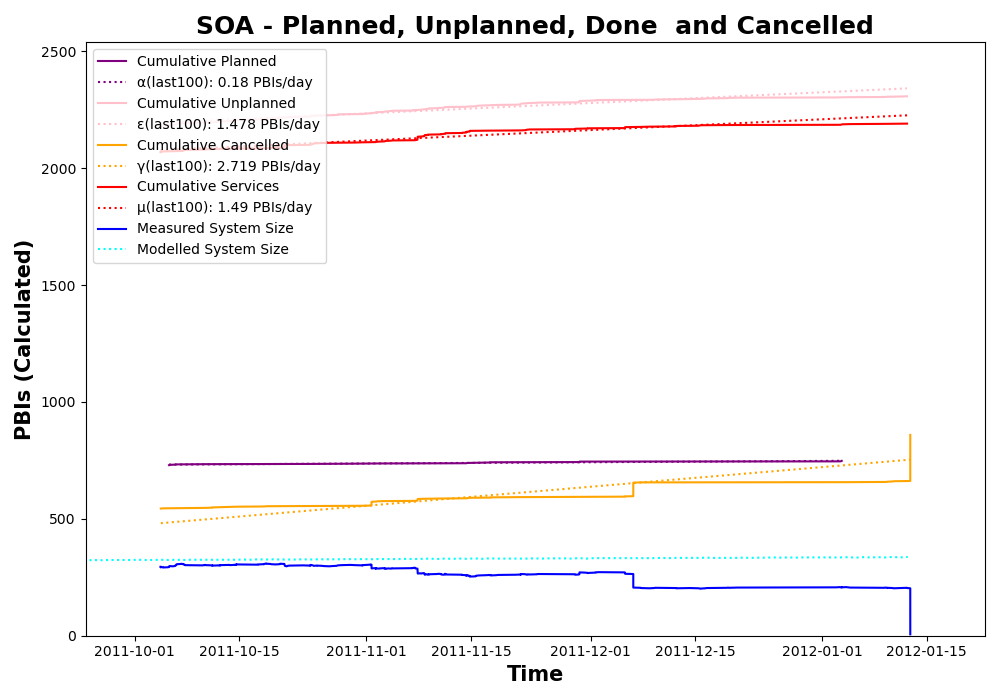 SOA - Planned, Unplanned, Done  and Cancelled
PBIs (Calculated)
2500
2000
1500
1000
500
0
Cumulative Planned
α(last100): 0.18 PBIs/day
Cumulative Unplanned
ε(last100): 1.478 PBIs/day
Cumulative Cancelled
γ(last100): 2.719 PBIs/day
Cumulative Services
μ(last100): 1.49 PBIs/day
Measured System Size
Modelled System Size
2011-10-01 2011-10-15 2011-11-01 2011-11-15 2011-12-01 2011-12-15 2012-01-01 2012-01-15
Time